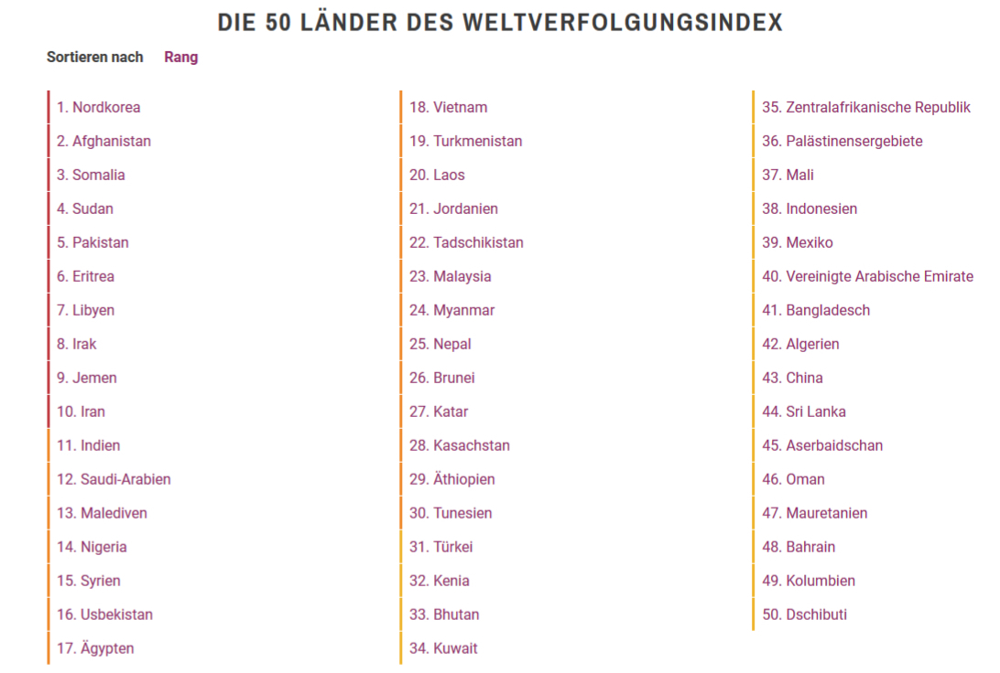 DIE 50 LÄNDER DES WELTVERFOLGUNGSINDEX
Sortieren nach Rang
1. Nordkorea
2. Afghanistan
3. Somalia
4. Sudan
5. Pakistan
6. Eritrea
7. Libyen
8. Irak
9. Jemen
10. Iran
11. Indien
12. Saudi-Arabien
13. Malediven
14. Nigeria
15. Syrien
16. Usbekistan
17. Ägypten
18. Vietnam
19. Turkmenistan
20. Laos
21. Jordanien
22. Tadschikistan
23. Malaysia
24. Myanmar
25. Nepal
26. Brunei
27. Katar
28. Kasachstan
29. Äthiopien
30. Tunesien
31. Türkei
32. Kenia
33. Bhutan
34. Kuwait
35. Zentralafrikanische Republik
36. Palästinensergebiete
37. Mali
38. Indonesien
39. Mexiko
40. Vereinigte Arabische Emirate
41. Bangladesch
42. Algerien
43. China
44. Sri Lanka
45. Aserbaidschan
46. Oman
47. Mauretanien
48. Bahrain
49. Kolumbien
50. Dschibuti